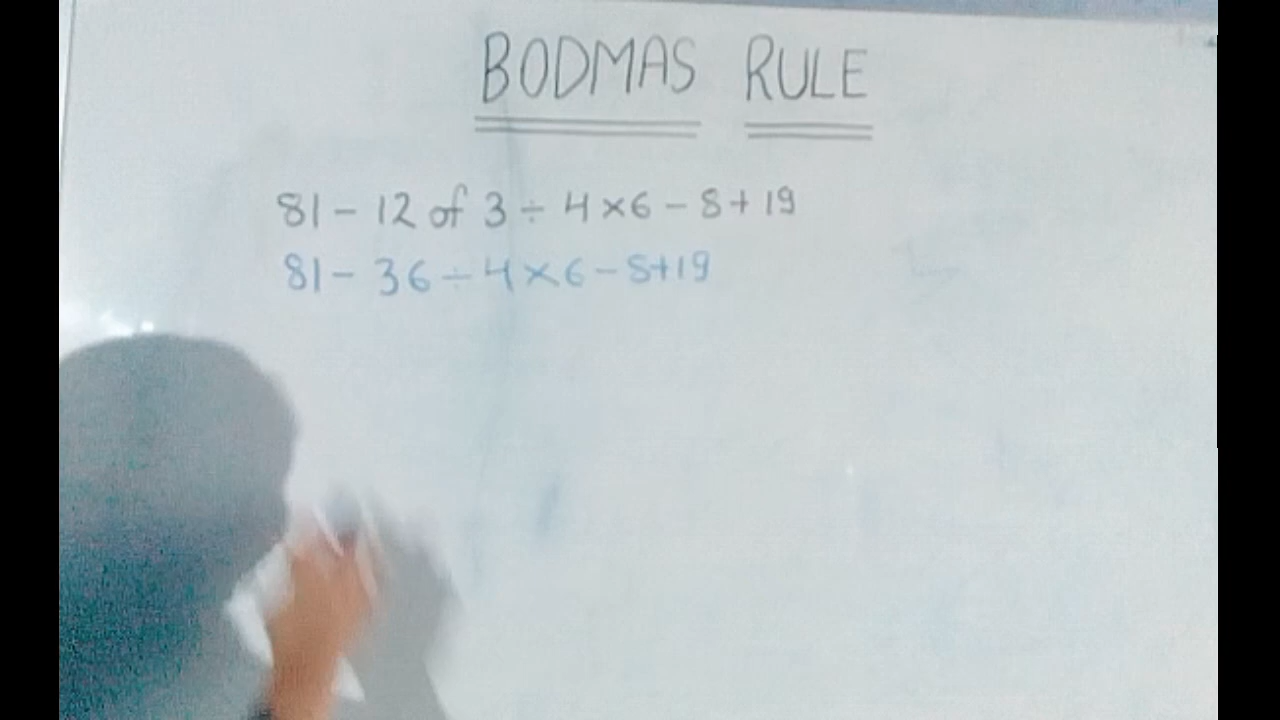 BODMAS RULE
81 - 12 of 3 ÷ 4 × 6 - 8 + 19
81 - 36 ÷ 4 × 6 - 8 + 19